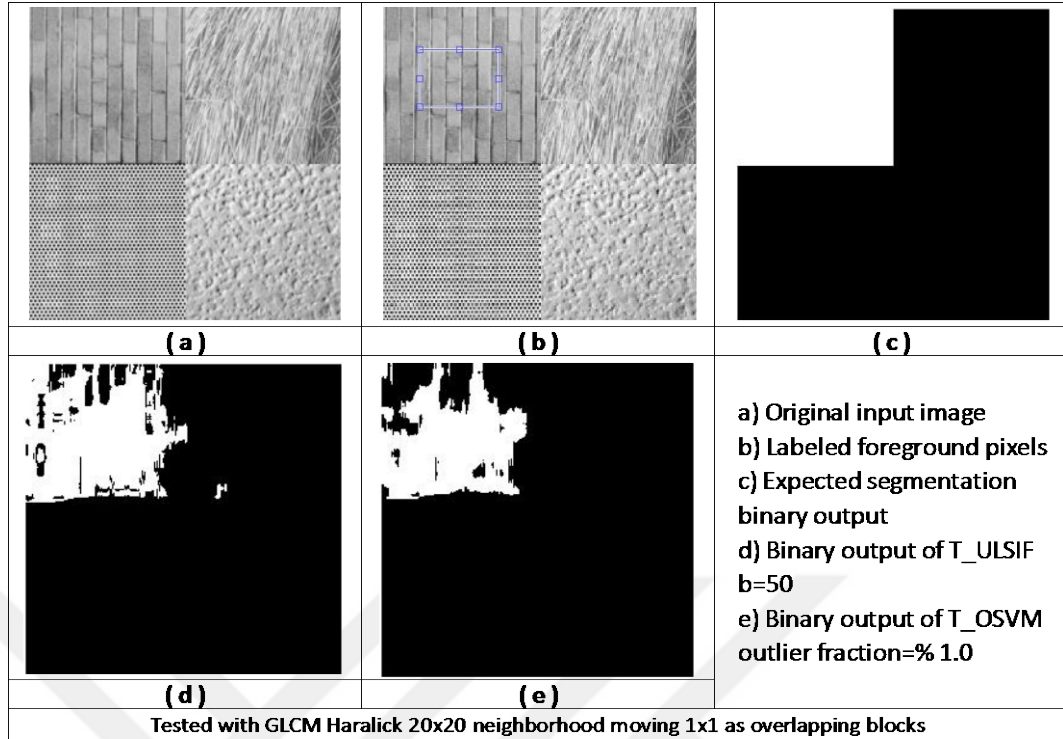 (a)
(b)
(c)
a) Original input image
b) Labeled foreground pixels
c) Expected segmentation
binary output
d) Binary output of T_ULSIF
b=50
e) Binary output of T_OSVM
outlier fraction=% 1.0
(d)
(e)
Tested with GLCM Haralick 20x20 neighborhood moving 1x1 as overlapping blocks